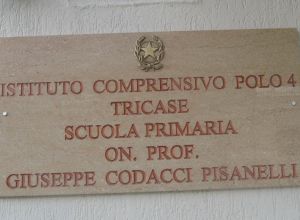 ISTITUTO COMPRENSIVO POLO 4
TRICASE
SCUOLA PRIMARIA
ON. PROF.
GIUSEPPE CODACCI PISANELLI